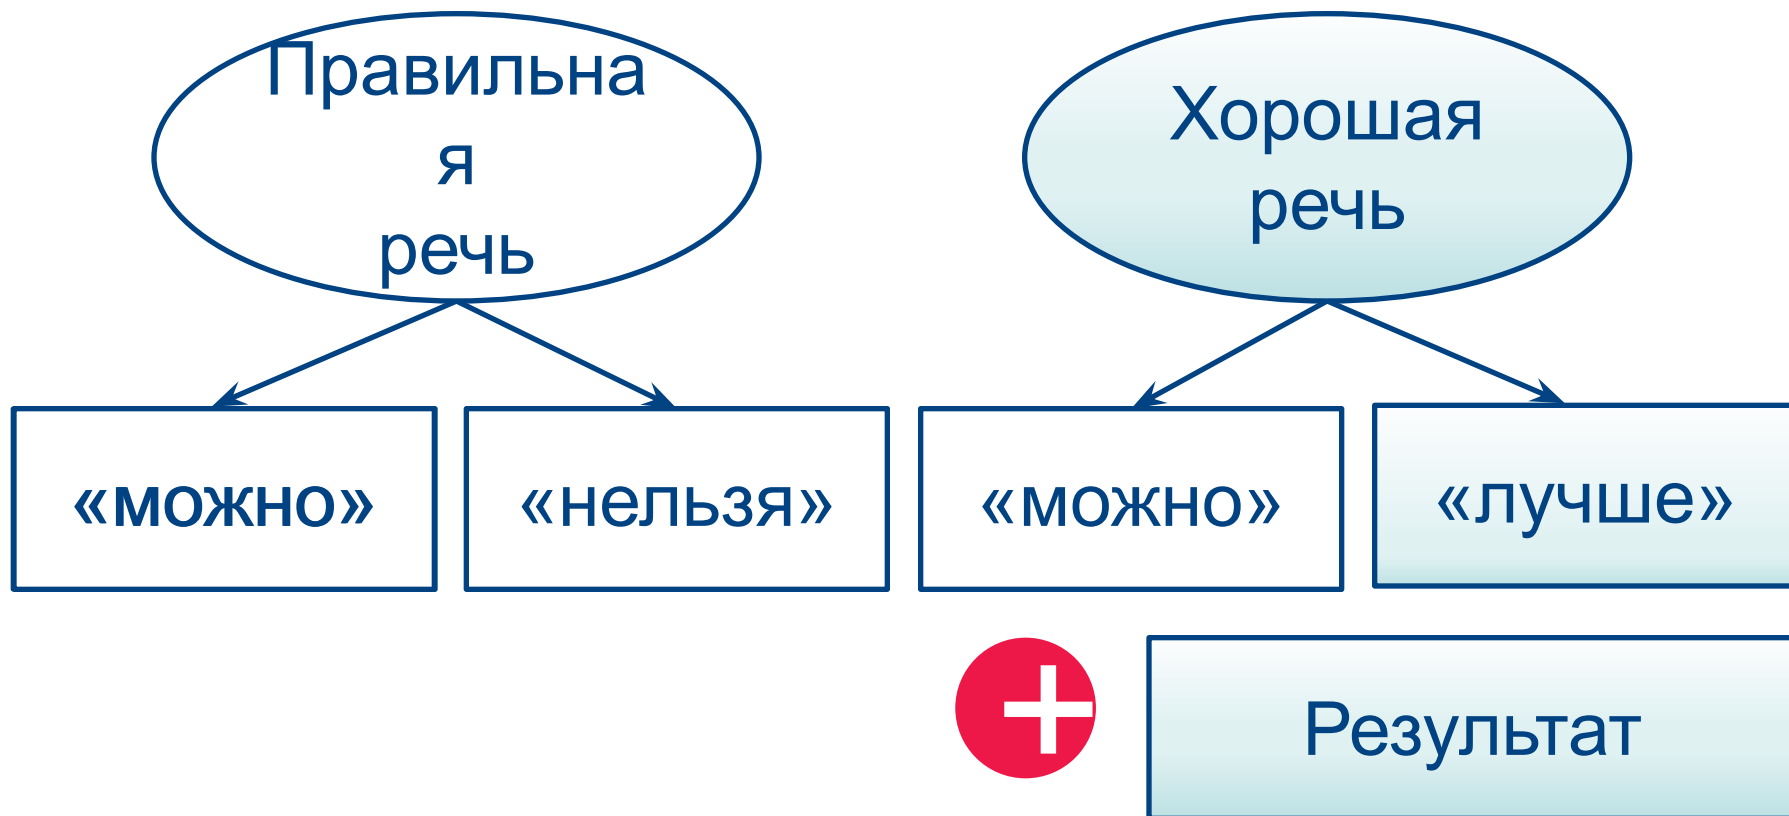 Правильна
я
речь
Хорошая
речь
«можно»
«нельзя»
«можно»
«лучше»
+
Результат